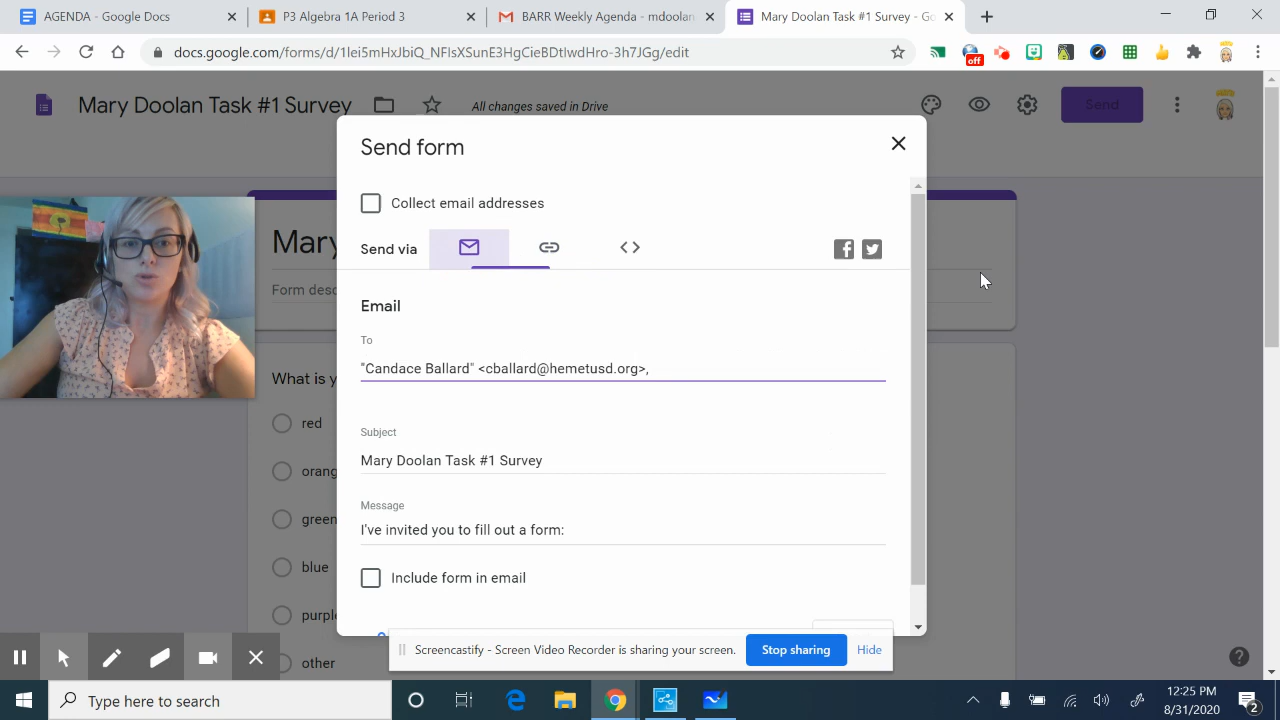 AGENDA - Google Docs
P3 Algebra 1A Period 3
BARR Weekly Agenda - mdoolan
Mary Doolan Task #1 Survey - Go
docs.google.com/forms/d/1Iei5mHxJbiQ_NFlsXSunE3HgCieBDtIwdHro-3h7JGg/edit
off
Mary Doolan Task #1 Survey
All changes saved in Drive
Send
Send form
Collect email addresses
Send via
Mary
Form desc
Email
To
"Candace Ballard" <cballard@hemetusd.org>,
What is y
red
Subject
Mary Doolan Task #1 Survey
orang
Message
green
I've invited you to fill out a form:
blue
Include form in email
purple
Screencastify - Screen Video Recorder is sharing your screen.
Stop sharing
Hide
other
Type here to search
12:25 PM
8/31/2020
2